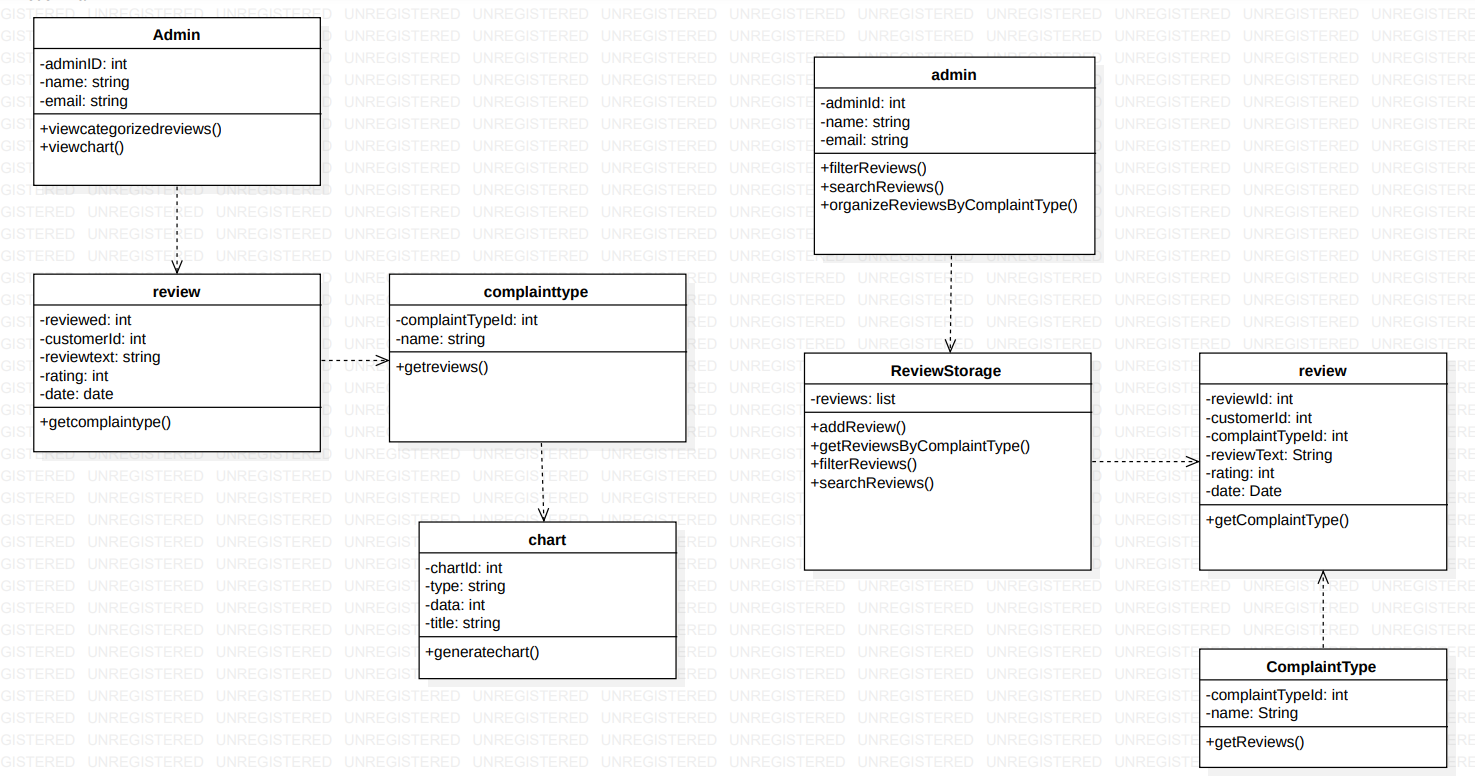 Admin
-adminID: int
-name: string
-email: string
+viewcategorizedreviews()
+viewchart()
review
-reviewed: int
-customerId: int
-reviewtext: string
-rating: int
-date: date
+getcomplaintype()
complainttype
-complaintTypeId: int
-name: string
+getreviews()
chart
-chartId: int
-type: string
-data: int
-title: string
+generatechart()
admin
-adminId: int
-name: string
-email: string
+filterReviews()
+searchReviews()
+organizeReviewsByComplaintType()
ReviewStorage
-reviews: list
+addReview()
+getReviewsByComplaintType()
+filterReviews()
+searchReviews()
review
-reviewId: int
-customerId: int
-complaintTypeId: int
-reviewText: String
-rating: int
-date: Date
+getComplaintType()
ComplaintType
-complaintTypeId: int
-name: String
+getReviews()
UNREGISTERED